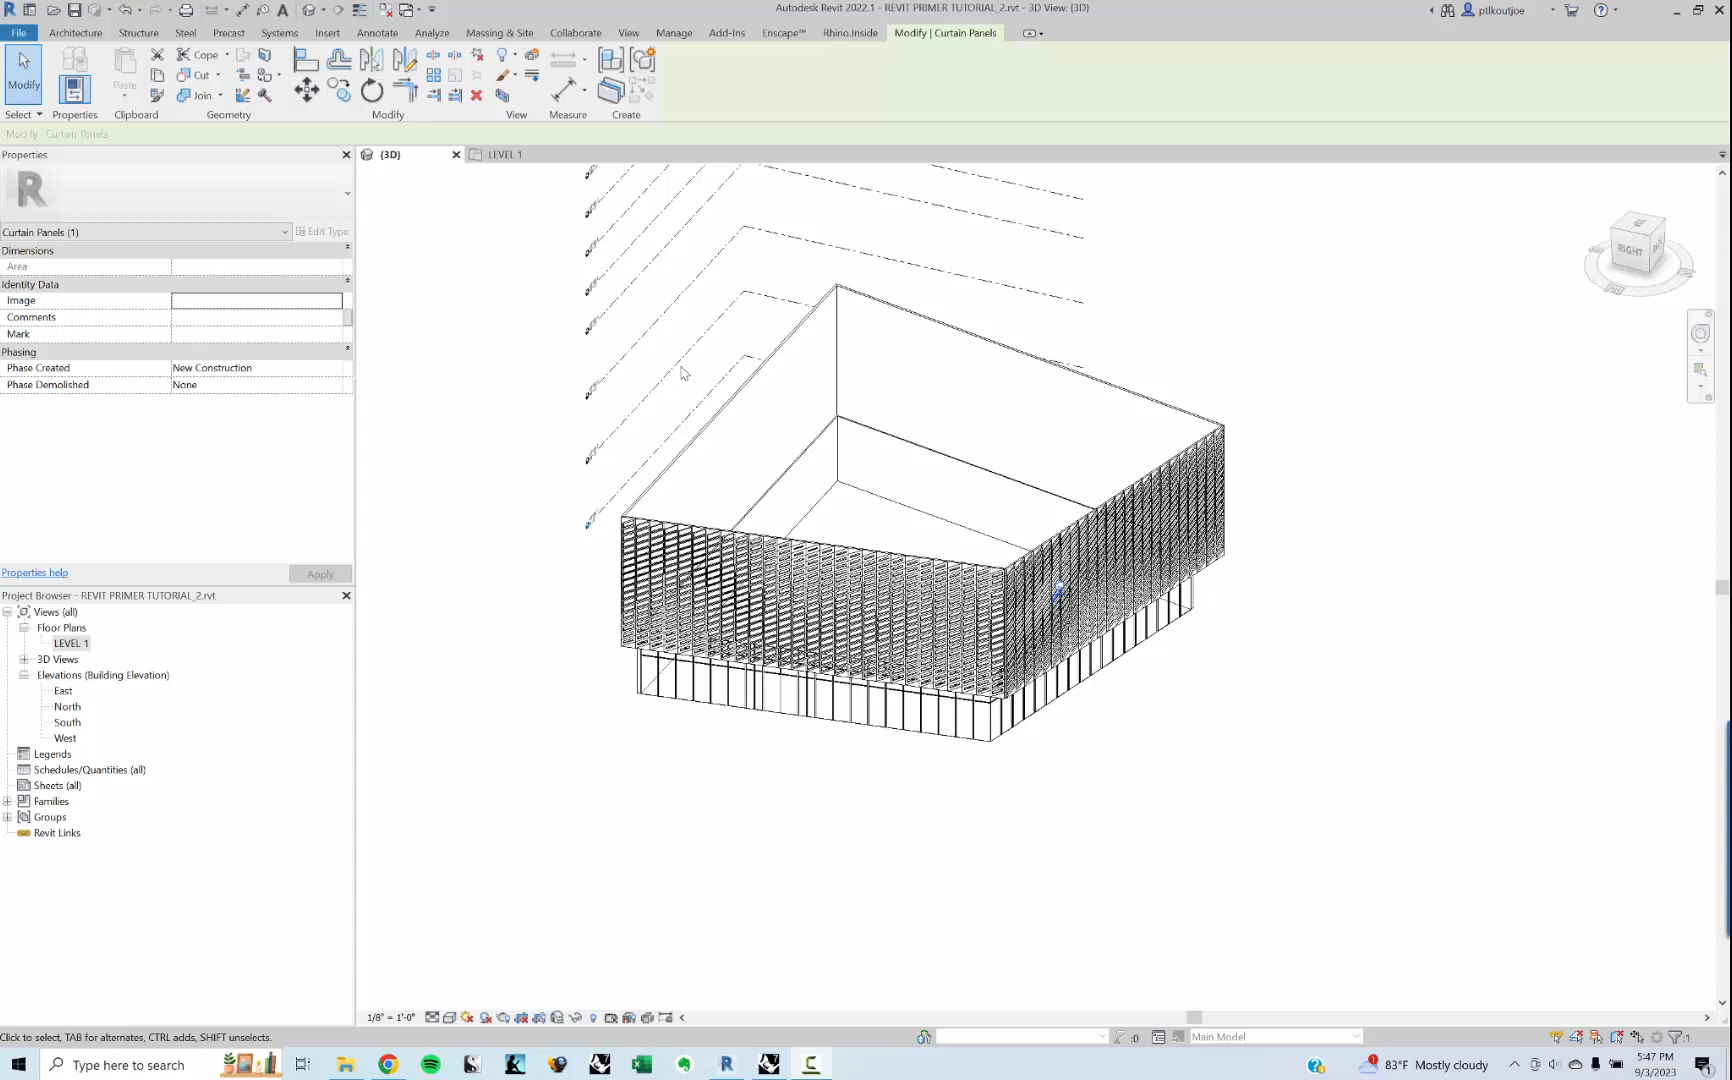 Autodesk Revit 2022.1 - REVIT PRIMER TUTORIAL_2.rvt - 3D View: {3D}
ptlkoutjoe
File Architecture Structure Steel Precast Systems Insert Annotate Analyze Massing & Site Collaborate View Manage Add-Ins Enscape™ Rhino.Inside Modify | Curtain Panels
Modify
Paste
Cope
Cut
Join
Select Properties Clipboard Geometry Modify View Measure Create
Modify | Curtain Panels
Properties
{3D}
LEVEL 1
R
Curtain Panels (1)
Edit Type
Dimensions
Area
Identity Data
Image
Comments
Mark
Phasing
Phase Created New Construction
Phase Demolished None
RIGHT
Properties help
Apply
Project Browser - REVIT PRIMER TUTORIAL_2.rvt
Views (all)
Floor Plans
LEVEL 1
3D Views
Elevations (Building Elevation)
East
North
South
West
Legends
Schedules/Quantities (all)
Sheets (all)
Families
Groups
Revit Links
1/8" = 1'-0"
Click to select, TAB for alternates, CTRL adds, SHIFT unselects.
:0
Main Model
:1
Type here to search
83°F Mostly cloudy
5:47 PM
9/3/2023